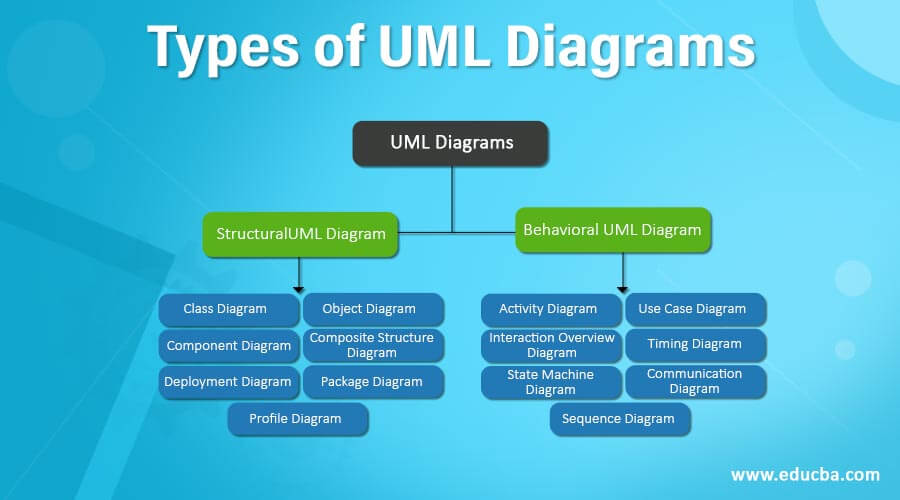 Types of UML Diagrams
UML Diagrams
StructuralUML Diagram
Behavioral UML Diagram
Class Diagram
Object Diagram
Component Diagram
Composite Structure
Diagram
Deployment Diagram
Package Diagram
Profile Diagram
Activity Diagram
Use Case Diagram
Interaction Overview
Diagram
Timing Diagram
State Machine
Diagram
Communication
Diagram
Sequence Diagram
www.educba.com